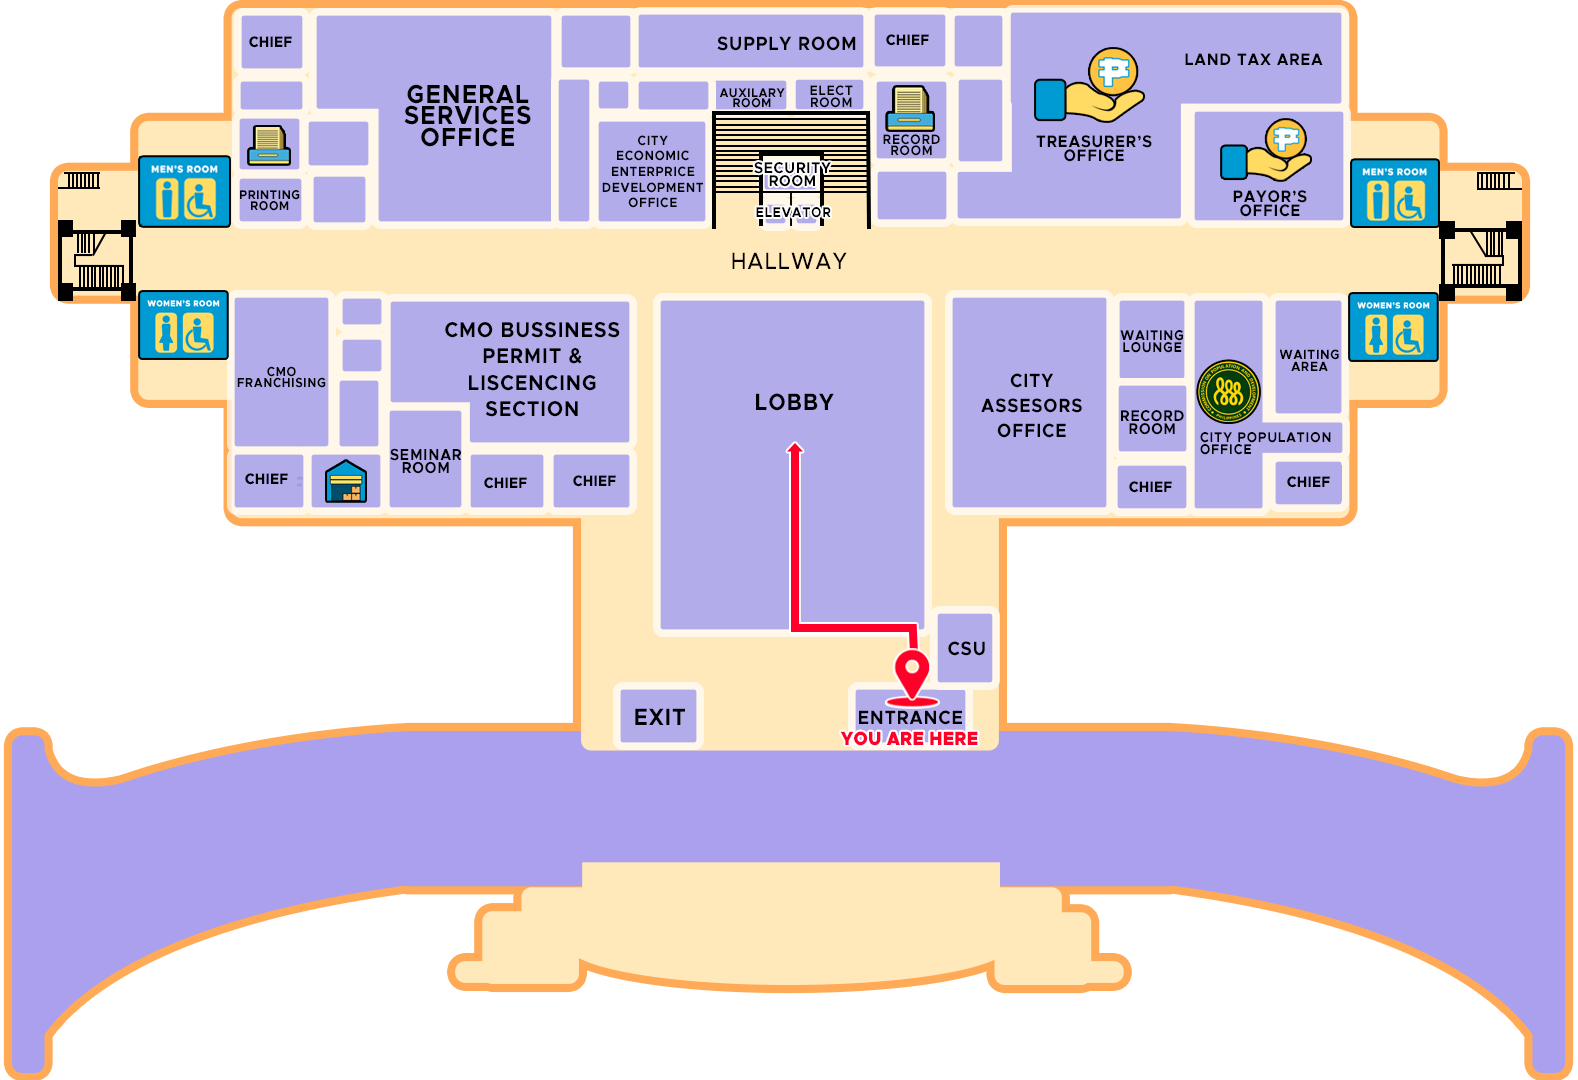 CHIEF
GENERAL
SERVICES
OFFICE
SUPPLY ROOM
CHIEF
LAND TAX AREA
AUXILARY
ROOM
ELECT
ROOM
RECORD
ROOM
TREASURER'S
OFFICE
CITY
ECONOMIC
ENTERPRICE
DEVELOPMENT
OFFICE
SECURITY
ROOM
ELEVATOR
MEN'S ROOM
PRINTING
ROOM
PAYOR'S
OFFICE
MEN'S ROOM
HALLWAY
WOMEN'S ROOM
CMO
FRANCHISING
CMO BUSSINESS
PERMIT &
LISCENCING
SECTION
LOBBY
CITY
ASSESORS
OFFICE
WAITING
LOUNGE
WAITING
AREA
WOMEN'S ROOM
RECORD
ROOM
CITY POPULATION
OFFICE
SEMINAR
ROOM
CHIEF
CHIEF
CHIEF
CHIEF
CHIEF
CSU
EXIT
ENTRANCE
YOU ARE HERE